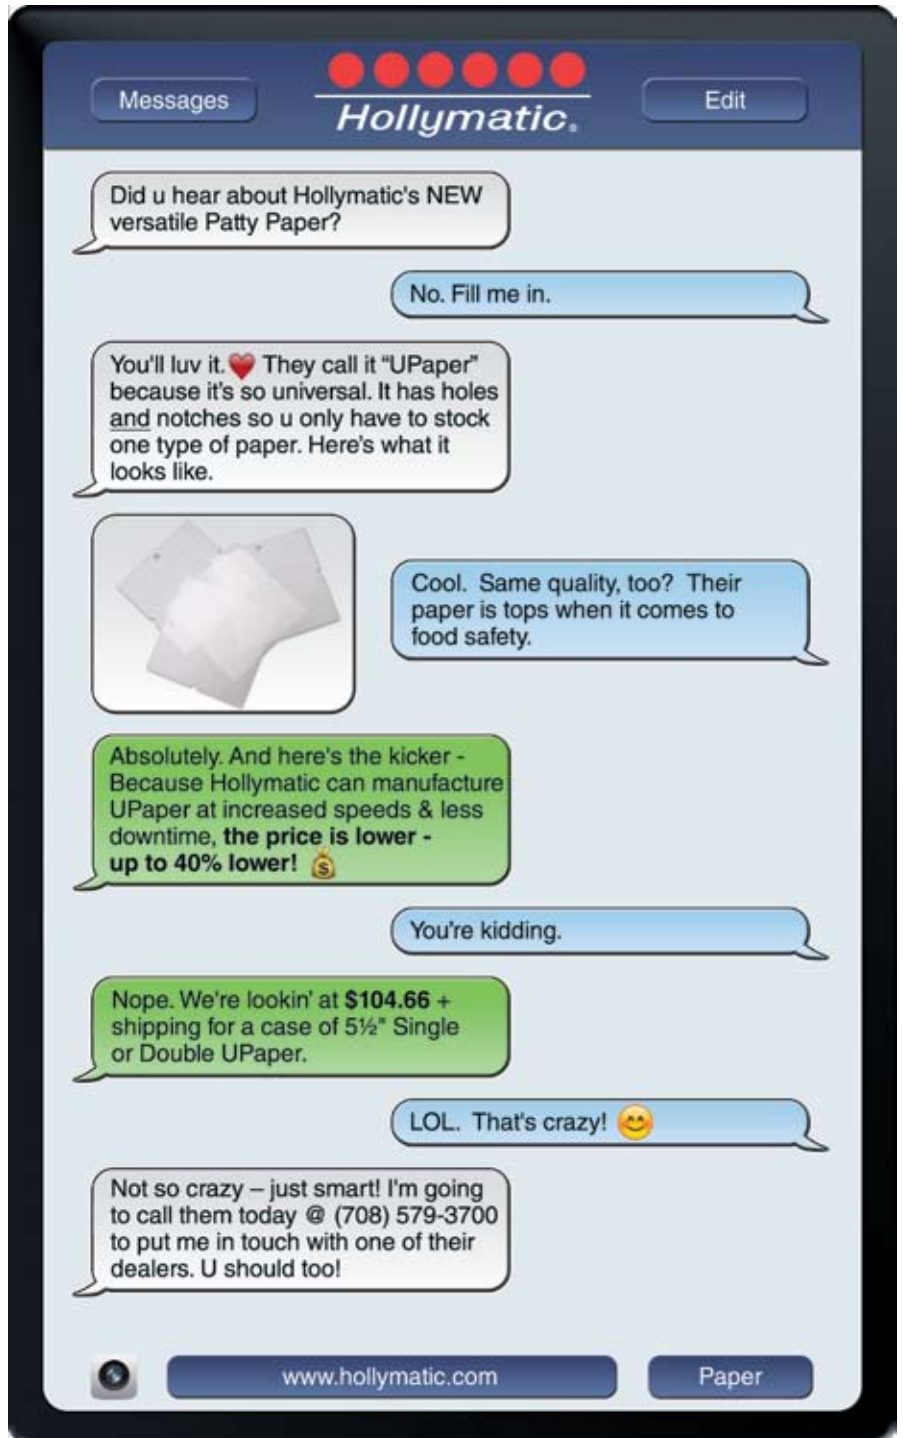 Messages
Hollymatic®
Edit
Did u hear about Hollymatic's NEW
versatile Patty Paper?
No. Fill me in.
You'll luv it.❤️ They call it “UPaper”
because it's so universal. It has holes
and notches so u only have to stock
one type of paper. Here's what it
looks like.
Cool. Same quality, too? Their
paper is tops when it comes to
food safety.
Absolutely. And here's the kicker -
Because Hollymatic can manufacture
UPaper at increased speeds & less
downtime, the price is lower -
up to 40% lower! 💰
You're kidding.
Nope. We're lookin' at $104.66 +
shipping for a case of 5½" Single
or Double UPaper.
LOL. That's crazy! 😊
Not so crazy – just smart! I'm going
to call them today @ (708) 579-3700
to put me in touch with one of their
dealers. U should too!
www.hollymatic.com
Paper